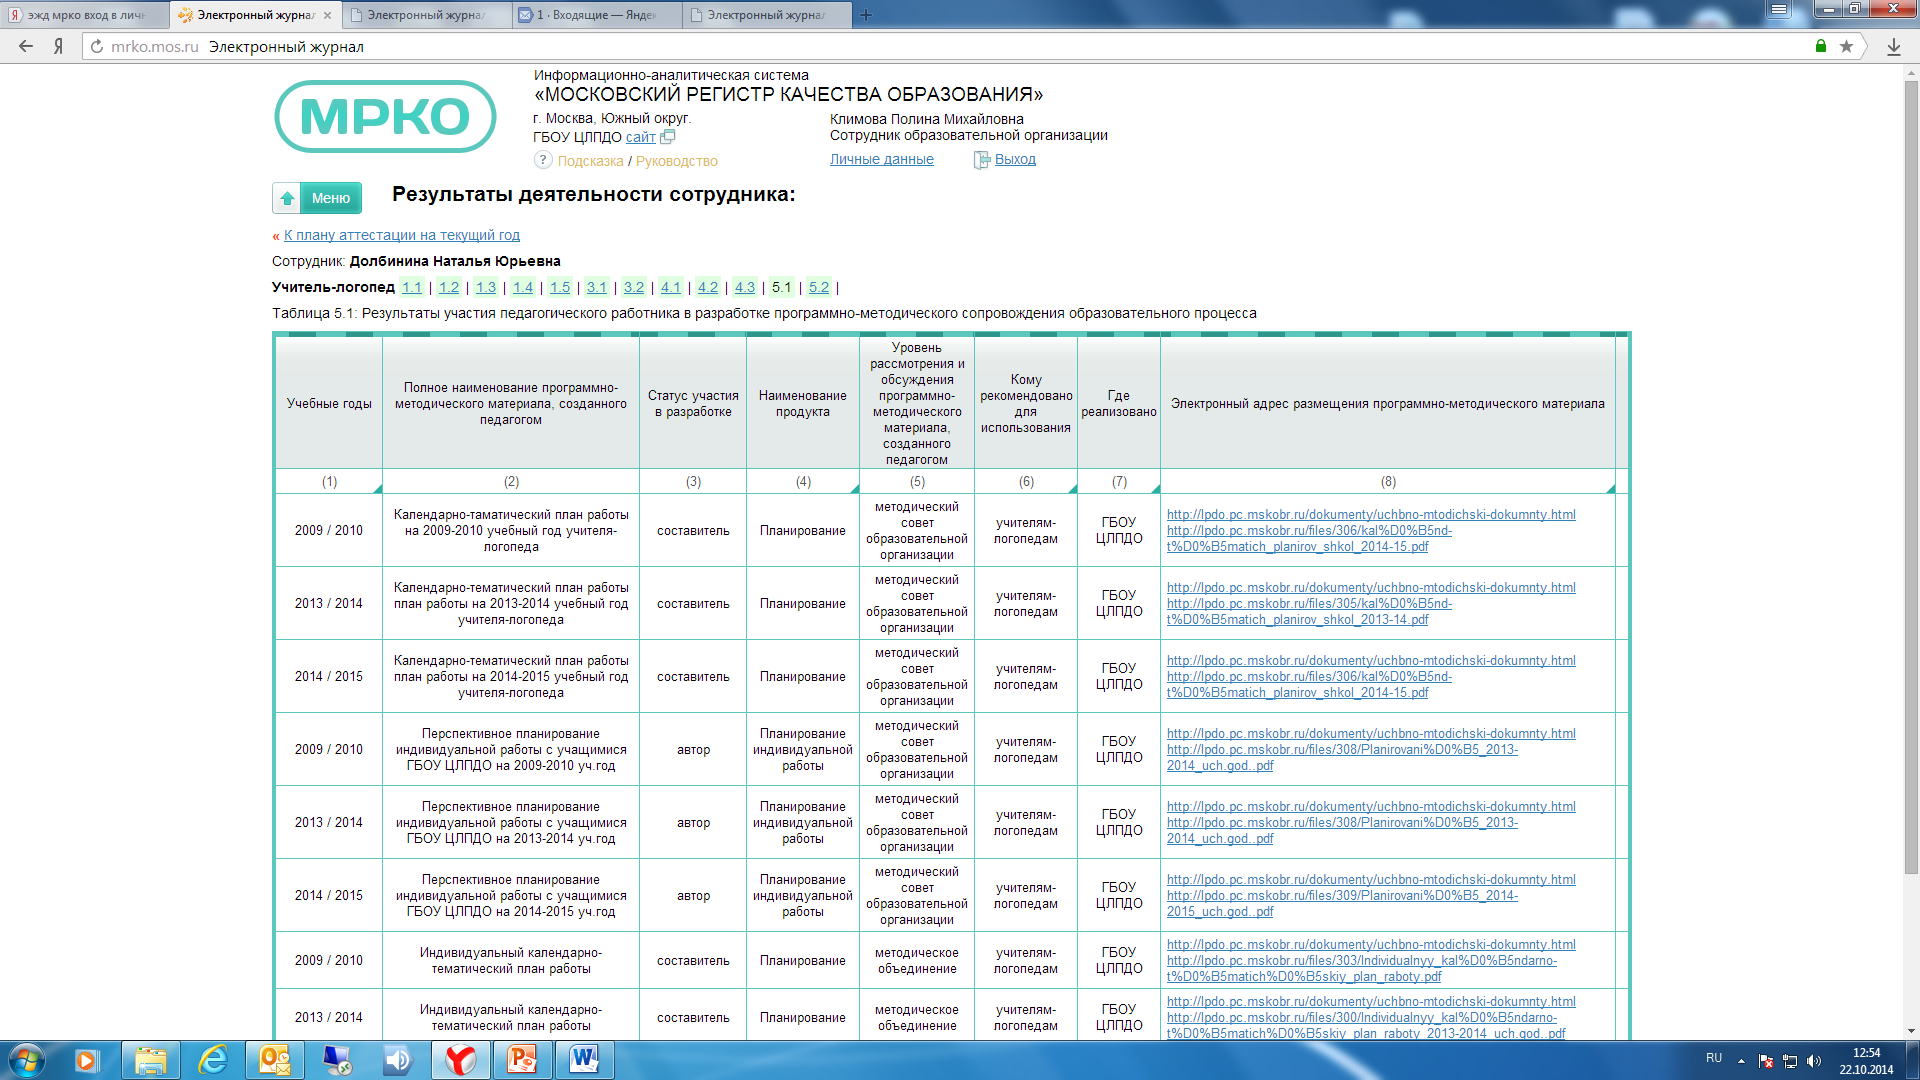 эжд мрко вход в личн
Электронный журнал
Электронный журнал
1 · Входящие — Яндек
Электронный журнал
mrko.mos.ru Электронный журнал
МРКО
Информационно-аналитическая система
«МОСКОВСКИЙ РЕГИСТР КАЧЕСТВА ОБРАЗОВАНИЯ»
г. Москва, Южный округ.
ГБОУ ЦЛПДО сайт
? Подсказка / Руководство
Климова Полина Михайловна
Сотрудник образовательной организации
Личные данные
Выход
Меню
Результаты деятельности сотрудника:
« К плану аттестации на текущий год
Сотрудник: Долбинина Наталья Юрьевна
Учитель-логопед 1.1 | 1.2 | 1.3 | 1.4 | 1.5 | 3.1 | 3.2 | 4.1 | 4.2 | 4.3 | 5.1 | 5.2 |
Таблица 5.1: Результаты участия педагогического работника в разработке программно-методического сопровождения образовательного процесса
Учебные годы
Полное наименование программно-
методического материала, созданного
педагогом
Статус участия
в разработке
Наименование
продукта
Уровень
рассмотрения и
обсуждения
программно-
методического
материала,
созданного
педагогом
Кому
рекомендовано
для
использования
Где
реализовано
Электронный адрес размещения программно-методического материала
(1) (2) (3) (4) (5) (6) (7) (8)
2009 / 2010
Календарно-таматический план работы
на 2009-2010 учебный год учителя-
логопеда
составитель
Планирование
методический
совет
образовательной
организации
учителям-
логопедам
ГБОУ
ЦЛПДО
http://lpdo.pc.mskobr.ru/dokumenty/uchbno-mtodichski-dokumnty.html
http://lpdo.pc.mskobr.ru/files/306/kal%D0%B5nd-
t%D0%B5matich_planirov_shkol_2014-15.pdf
2013 / 2014
Календарно-тематический план работы
план работы на 2013-2014 учебный год
учителя-логопеда
составитель
Планирование
методический
совет
образовательной
организации
учителям-
логопедам
ГБОУ
ЦЛПДО
http://lpdo.pc.mskobr.ru/dokumenty/uchbno-mtodichski-dokumnty.html
http://lpdo.pc.mskobr.ru/files/305/kal%D0%B5nd-
t%D0%B5matich_planirov_shkol_2013-14.pdf
2014 / 2015
Календарно-тематический план работы
план работы на 2014-2015 учебный год
учителя-логопеда
составитель
Планирование
методический
совет
образовательной
организации
учителям-
логопедам
ГБОУ
ЦЛПДО
http://lpdo.pc.mskobr.ru/dokumenty/uchbno-mtodichski-dokumnty.html
http://lpdo.pc.mskobr.ru/files/306/kal%D0%B5nd-
t%D0%B5matich_planirov_shkol_2014-15.pdf
2009 / 2010
Перспективное планирование
индивидуальной работы с учащимися
ГБОУ ЦЛПДО на 2009-2010 уч.год
автор
Планирование
индивидуальной
работы
методический
совет
образовательной
организации
учителям-
логопедам
ГБОУ
ЦЛПДО
http://lpdo.pc.mskobr.ru/dokumenty/uchbno-mtodichski-dokumnty.html
http://lpdo.pc.mskobr.ru/files/308/Planirovani%D0%B5_2013-
2014_uch.god..pdf
2013 / 2014
Перспективное планирование
индивидуальной работы с учащимися
ГБОУ ЦЛПДО на 2013-2014 уч.год
автор
Планирование
индивидуальной
работы
методический
совет
образовательной
организации
учителям-
логопедам
ГБОУ
ЦЛПДО
http://lpdo.pc.mskobr.ru/dokumenty/uchbno-mtodichski-dokumnty.html
http://lpdo.pc.mskobr.ru/files/308/Planirovani%D0%B5_2013-
2014_uch.god..pdf
2014 / 2015
Перспективное планирование
индивидуальной работы с учащимися
ГБОУ ЦЛПДО на 2014-2015 уч.год
автор
Планирование
индивидуальной
работы
методический
совет
образовательной
организации
учителям-
логопедам
ГБОУ
ЦЛПДО
http://lpdo.pc.mskobr.ru/dokumenty/uchbno-mtodichski-dokumnty.html
http://lpdo.pc.mskobr.ru/files/309/Planirovani%D0%B5_2014-
2015_uch.god..pdf
2009 / 2010
Индивидуальный календарно-
тематический план работы
составитель
Планирование
методическое
объединение
учителям-
логопедам
ГБОУ
ЦЛПДО
http://lpdo.pc.mskobr.ru/dokumenty/uchbno-mtodichski-dokumnty.html
http://lpdo.pc.mskobr.ru/files/303/Individualnyy_kal%D0%B5ndarno-
t%D0%B5matich%D0%B5skiy_plan_raboty.pdf
2013 / 2014
Индивидуальный календарно-
тематический план работы
составитель
Планирование
методическое
объединение
учителям-
логопедам
ГБОУ
ЦЛПДО
http://lpdo.pc.mskobr.ru/dokumenty/uchbno-mtodichski-dokumnty.html
http://lpdo.pc.mskobr.ru/files/300/Individualnyy_kal%D0%B5ndarno-
t%D0%B5matich%D0%B5skiy_plan_raboty_2013-2014_uch.god..pdf
RU
12:54
22.10.2014